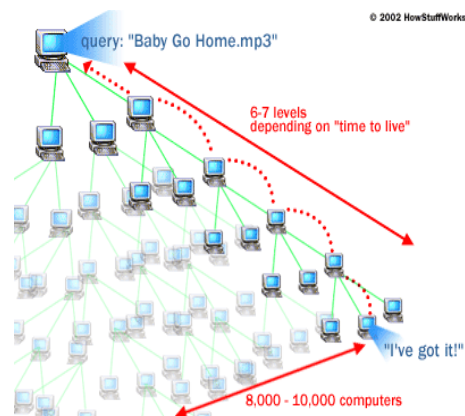 © 2002 HowStuffWorks
query: "Baby Go Home.mp3"
6-7 levels
depending on "time to live"
"I've got it!"
8,000 - 10,000 computers